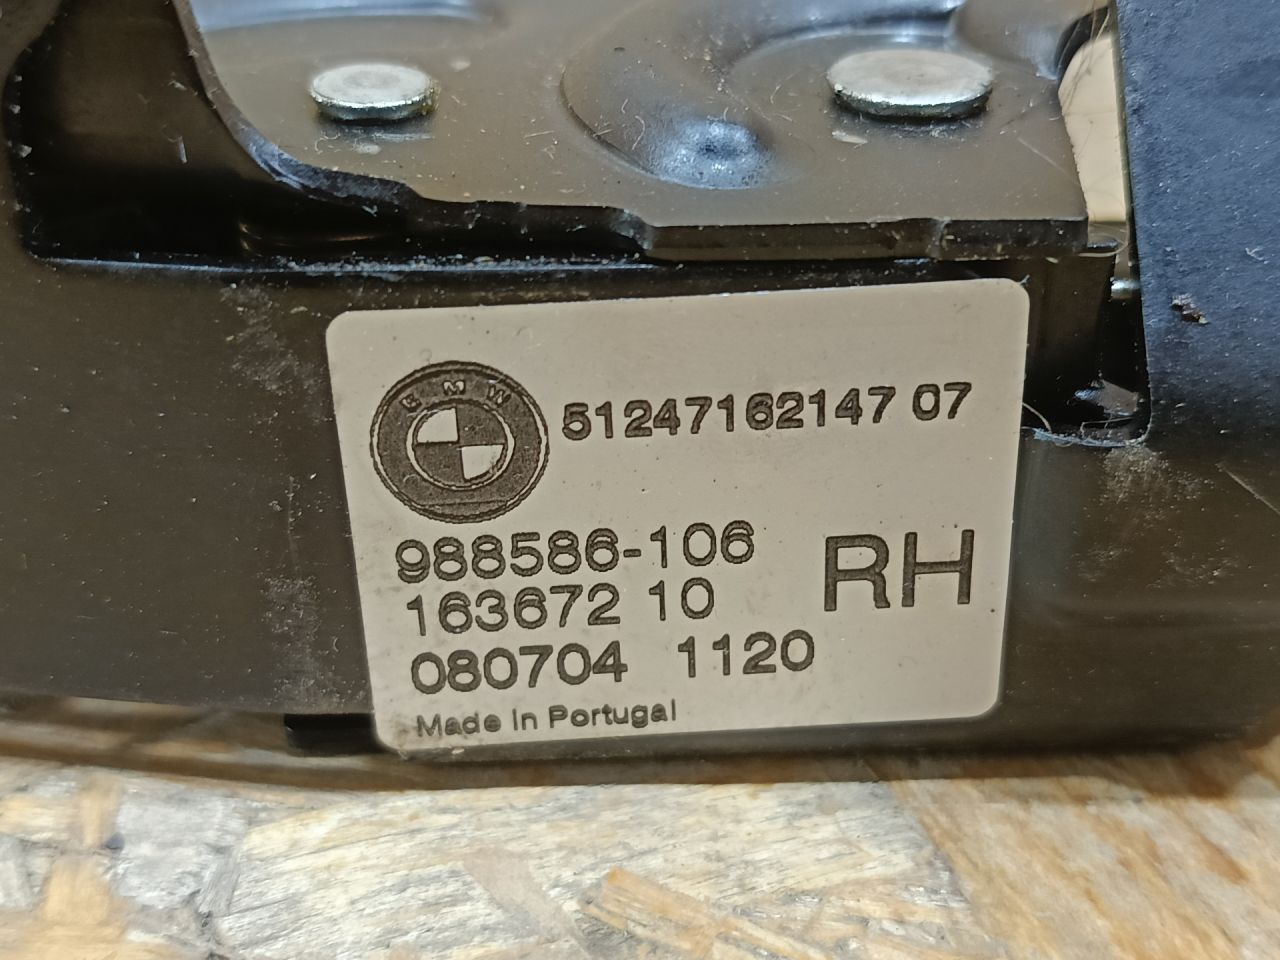 BMW
51247162147 07
988586-106
RH
163672 10
080704 1120
Made in Portugal